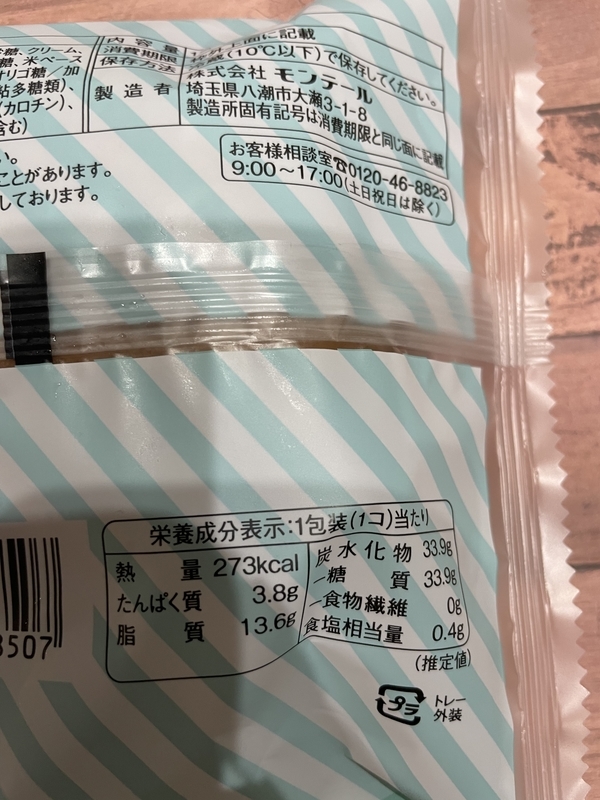 糖、クリーム、
糖、米ペース
オリゴ糖／加
粘多糖類)、
(カロチン)、
含む)
内容量
消費期限
保存方法
上面に記載
(10℃以下)で保存してください。
製造者
株式会社 モンテール
埼玉県八潮市大瀬3-1-8
製造所固有記号は消費期限と同じ面に記載
い。
ことがあります。
しております。
お客様相談室☎0120-46-8823
9:00～17:00(土日祝日は除く)
栄養成分表示:1包装(1コ)当たり
熱量 273kcal
たんぱく質 3.8g
脂質 13.6g
炭水化物 33.9g
－糖質 33.9g
－食物繊維 0g
食塩相当量 0.4g
(推定値)
3507
プラ
トレー
外装